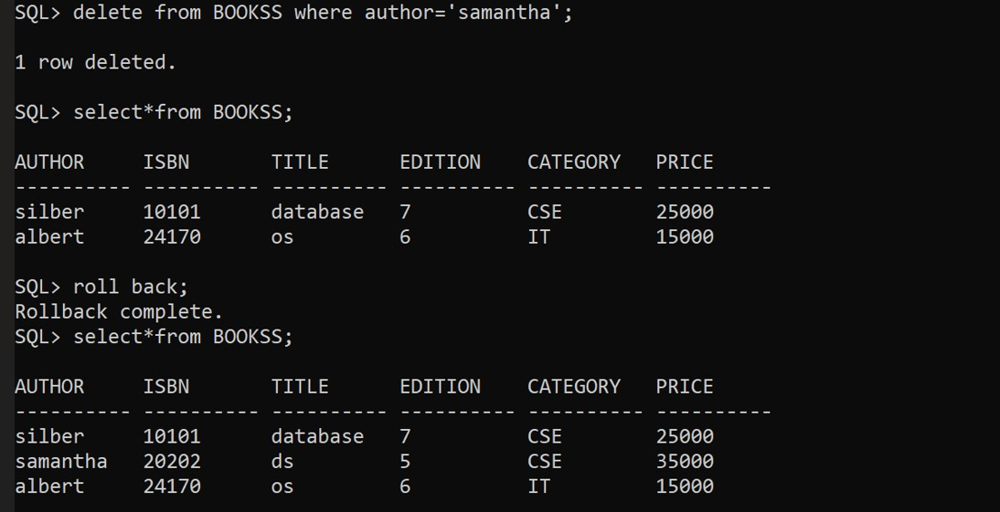 SQL> delete from BOOKSS where author='samantha';
1 row deleted.
SQL> select*from BOOKSS;
AUTHOR     ISBN       TITLE      EDITION    CATEGORY   PRICE
---------- ---------- ---------- ---------- ---------- ----------
silber     10101      database   7          CSE        25000
albert     24170      os         6          IT         15000
SQL> roll back;
Rollback complete.
SQL> select*from BOOKSS;
AUTHOR     ISBN       TITLE      EDITION    CATEGORY   PRICE
---------- ---------- ---------- ---------- ---------- ----------
silber     10101      database   7          CSE        25000
samantha   20202      ds         5          CSE        35000
albert     24170      os         6          IT         15000